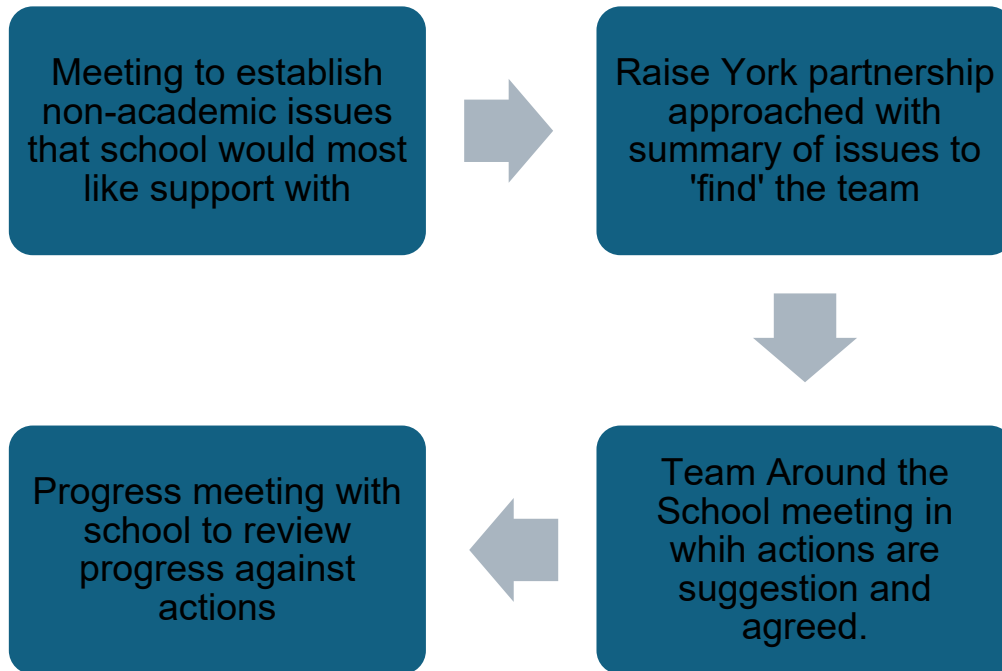 Meeting to establish
non-academic issues
that school would most
like support with
Raise York partnership
approached with
summary of issues to
'find' the team
Team Around the
School meeting in
whih actions are
suggestion and
agreed.
Progress meeting with
school to review
progress against
actions